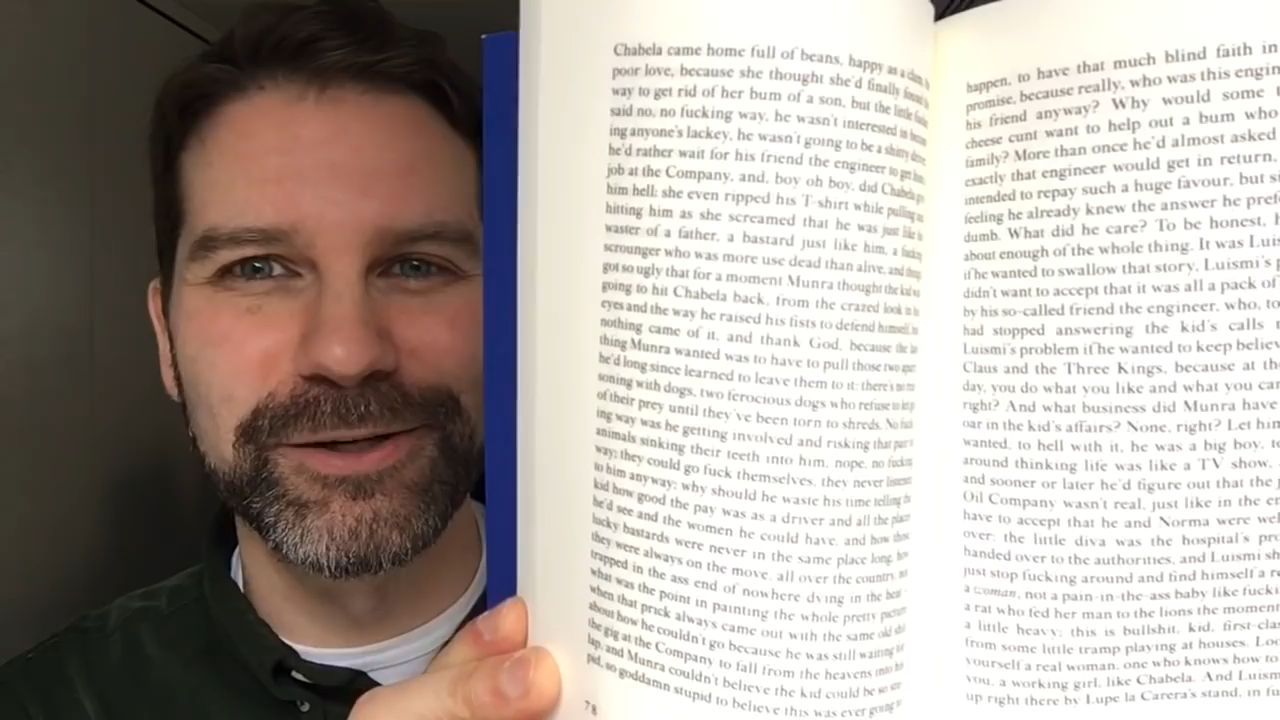 Chabela came home full of beans, happy as a
poor love, because she thought she'd finally found
way to get rid of her bum of a son, but the little
said no, no fucking way, he wasn't interested in
ing anyone's lackey, he wasn't going to be a shitty
he'd rather wait for his friend the engineer to get
job at the Company, and, boy oh boy, did Chabela
him hell: she even ripped his T-shirt while pulling
hitting him as she screamed that he was just like
waster of a father, a bastard just like him, a fucking
scrounger who was more use dead than alive, and
got so ugly that for a moment Munra thought the kid
going to hit Chabela back, from the crazed look in
eyes and the way he raised his fists to defend himself,
nothing came of it, and thank God, because the
thing Munra wanted was to have to pull those two apart
he'd long since learned to leave them to it: there's no
soning with dogs, two ferocious dogs who refuse to
of their prey until they've been torn to shreds. No
ing way was he getting involved and risking that
animals sinking their teeth into him, nope, no fucking
way; they could go fuck themselves, they never listened
to him anyway; why should he waste his time telling the
kid how good the pay was as a driver and all the places
he'd see and the women he could have, and how those
lucky bastards were never in the same place long, how
they were always on the move, all over the country, not
trapped in the ass end of nowhere dying in the heat
what was the point in painting the whole pretty picture
when that prick always came out with the same old shit
about how he couldn't go because he was still waiting for
the gig at the Company to fall from the heavens into his
lap, and Munra couldn't believe the kid could be so
pid, so goddamn stupid to believe this was ever going
78
happen, to have that much blind faith in
promise, because really, who was this engin
his friend anyway? Why would some
cheese cunt want to help out a bum who
family? More than once he'd almost asked
exactly that engineer would get in return,
intended to repay such a huge favour, but
feeling he already knew the answer he pref
dumb. What did he care? To be honest,
about enough of the whole thing. It was Luis
if he wanted to swallow that story, Luismi's
didn't want to accept that it was all a pack of
by his so-called friend the engineer, who, to
had stopped answering the kid's calls
Luismi's problem if he wanted to keep believ
Claus and the Three Kings, because at the
day, you do what you like and what you can
right? And what business did Munra have
oar in the kid's affairs? None, right? Let him
wanted, to hell with it, he was a big boy,
around thinking life was like a TV show,
and sooner or later he'd figure out that the
Oil Company wasn't real, just like in the en
have to accept that he and Norma were
over: the little diva was the hospital's
handed over to the authorities, and Luismi sh
just stop fucking around and find himself a
a woman, not a pain-in-the-ass baby like
a rat who fed her man to the lions the moment
a little heavy: this is bullshit, kid, first-cla
from some little tramp playing at houses. Loo
yourself a real woman, one who knows how to
you, a working girl, like Chabela. And Luism
up right there by Lupe la Carera's stand, in fu